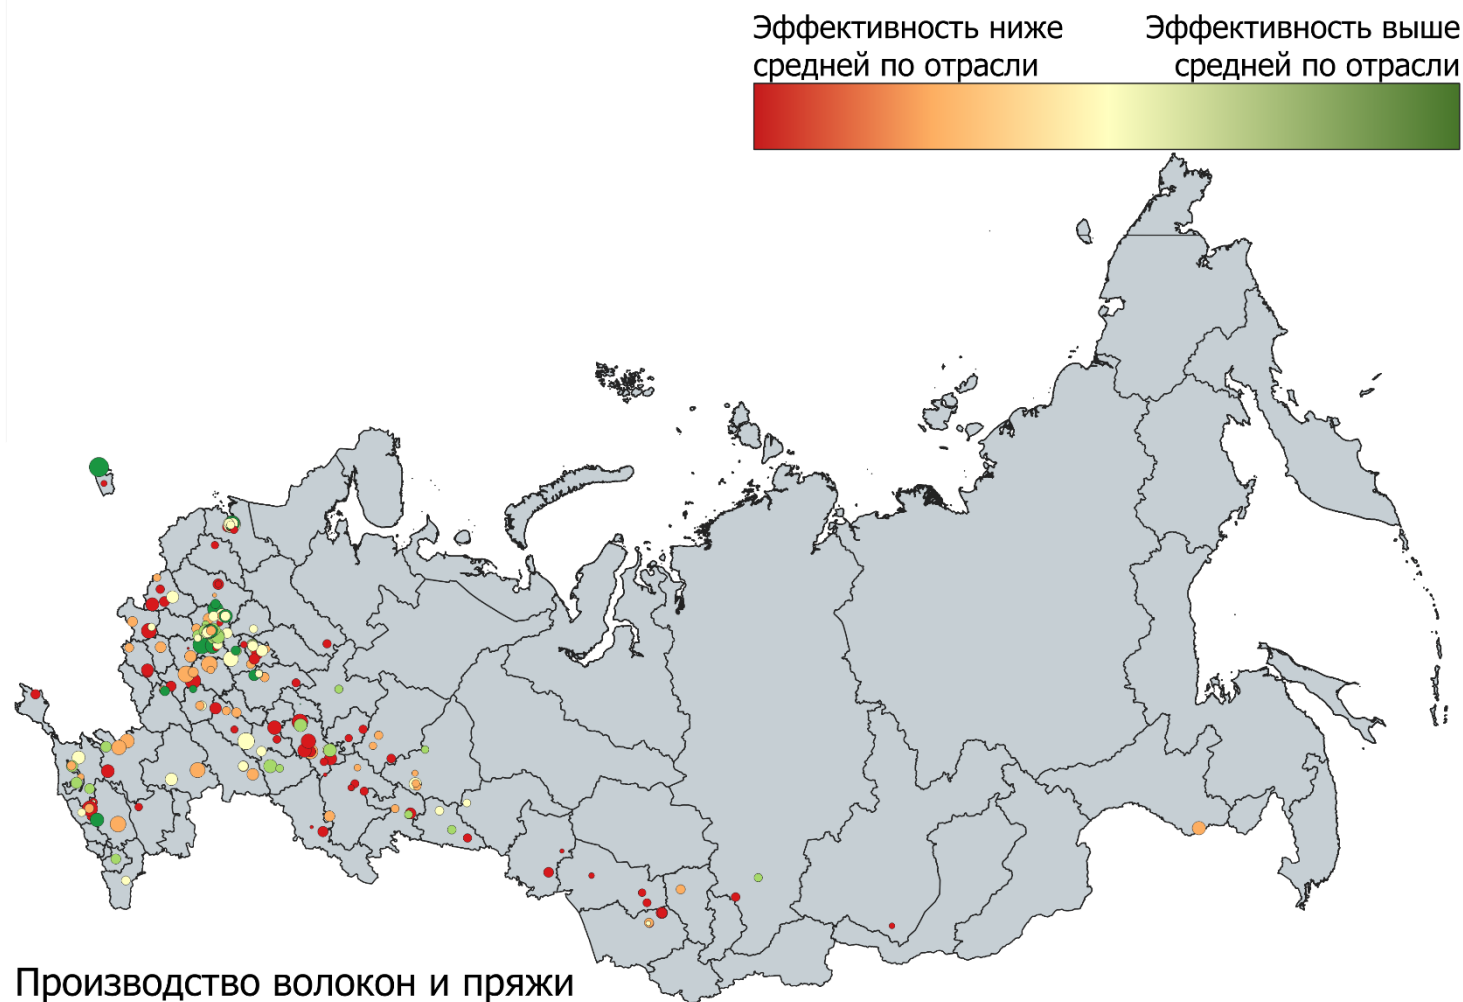 Эффективность ниже
средней по отрасли
Эффективность выше
средней по отрасли
Производство волокон и пряжи